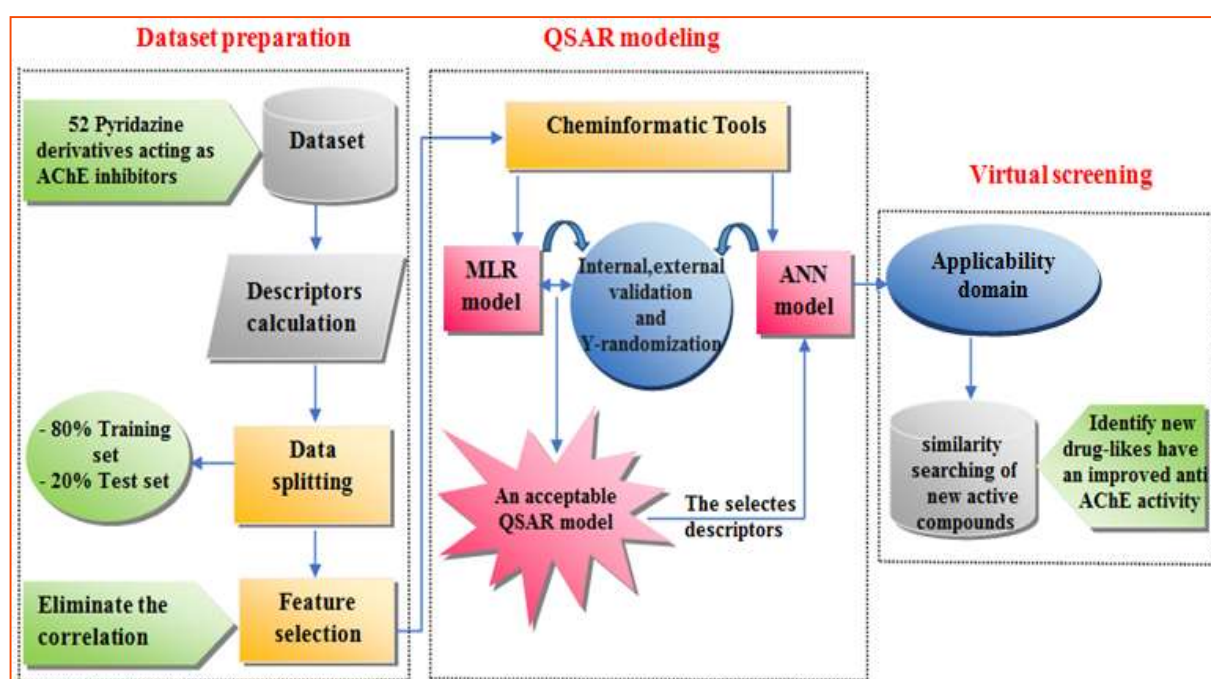 Dataset preparation
52 Pyridazine
derivatives acting as
AChE inhibitors
Dataset
Descriptors
calculation
- 80% Training
set
- 20% Test set
Data
splitting
Eliminate the
correlation
Feature
selection
QSAR modeling
Cheminformatic Tools
MLR
model
Internal,external
validation
and
Y-randomization
ANN
model
An acceptable
QSAR model
The selectes
descriptors
Virtual screening
Applicability
domain
similarity
searching of
new active
compounds
Identify new
drug-likes have
an improved anti
AChE activity